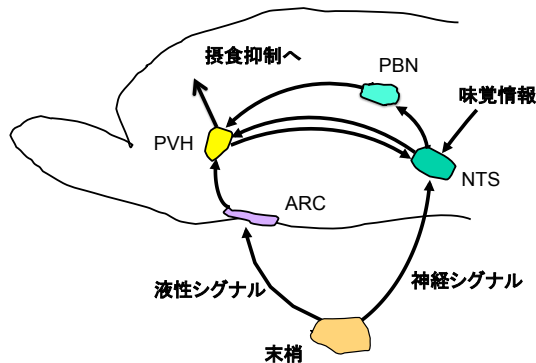 摂食抑制へ
PBN
味覚情報
PVH
NTS
ARC
液性シグナル
神経シグナル
末梢